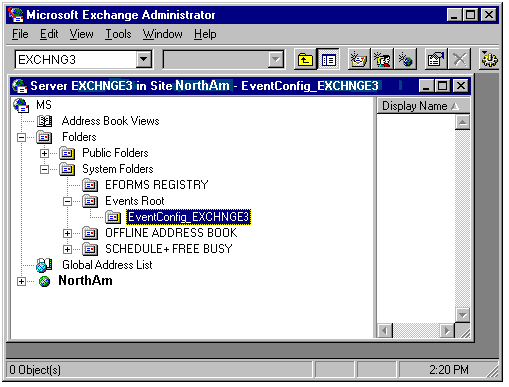 Microsoft Exchange Administrator
File Edit View Tools Window Help
EXCHNG3
Server EXCHNGE3 in Site NorthAm - EventConfig_EXCHNGE3
MS
Display Name
Address Book Views
Folders
Public Folders
System Folders
EFORMS REGISTRY
Events Root
EventConfig_EXCHNGE3
OFFLINE ADDRESS BOOK
SCHEDULE+ FREE BUSY
Global Address List
NorthAm
0 Object(s)
2:20 PM